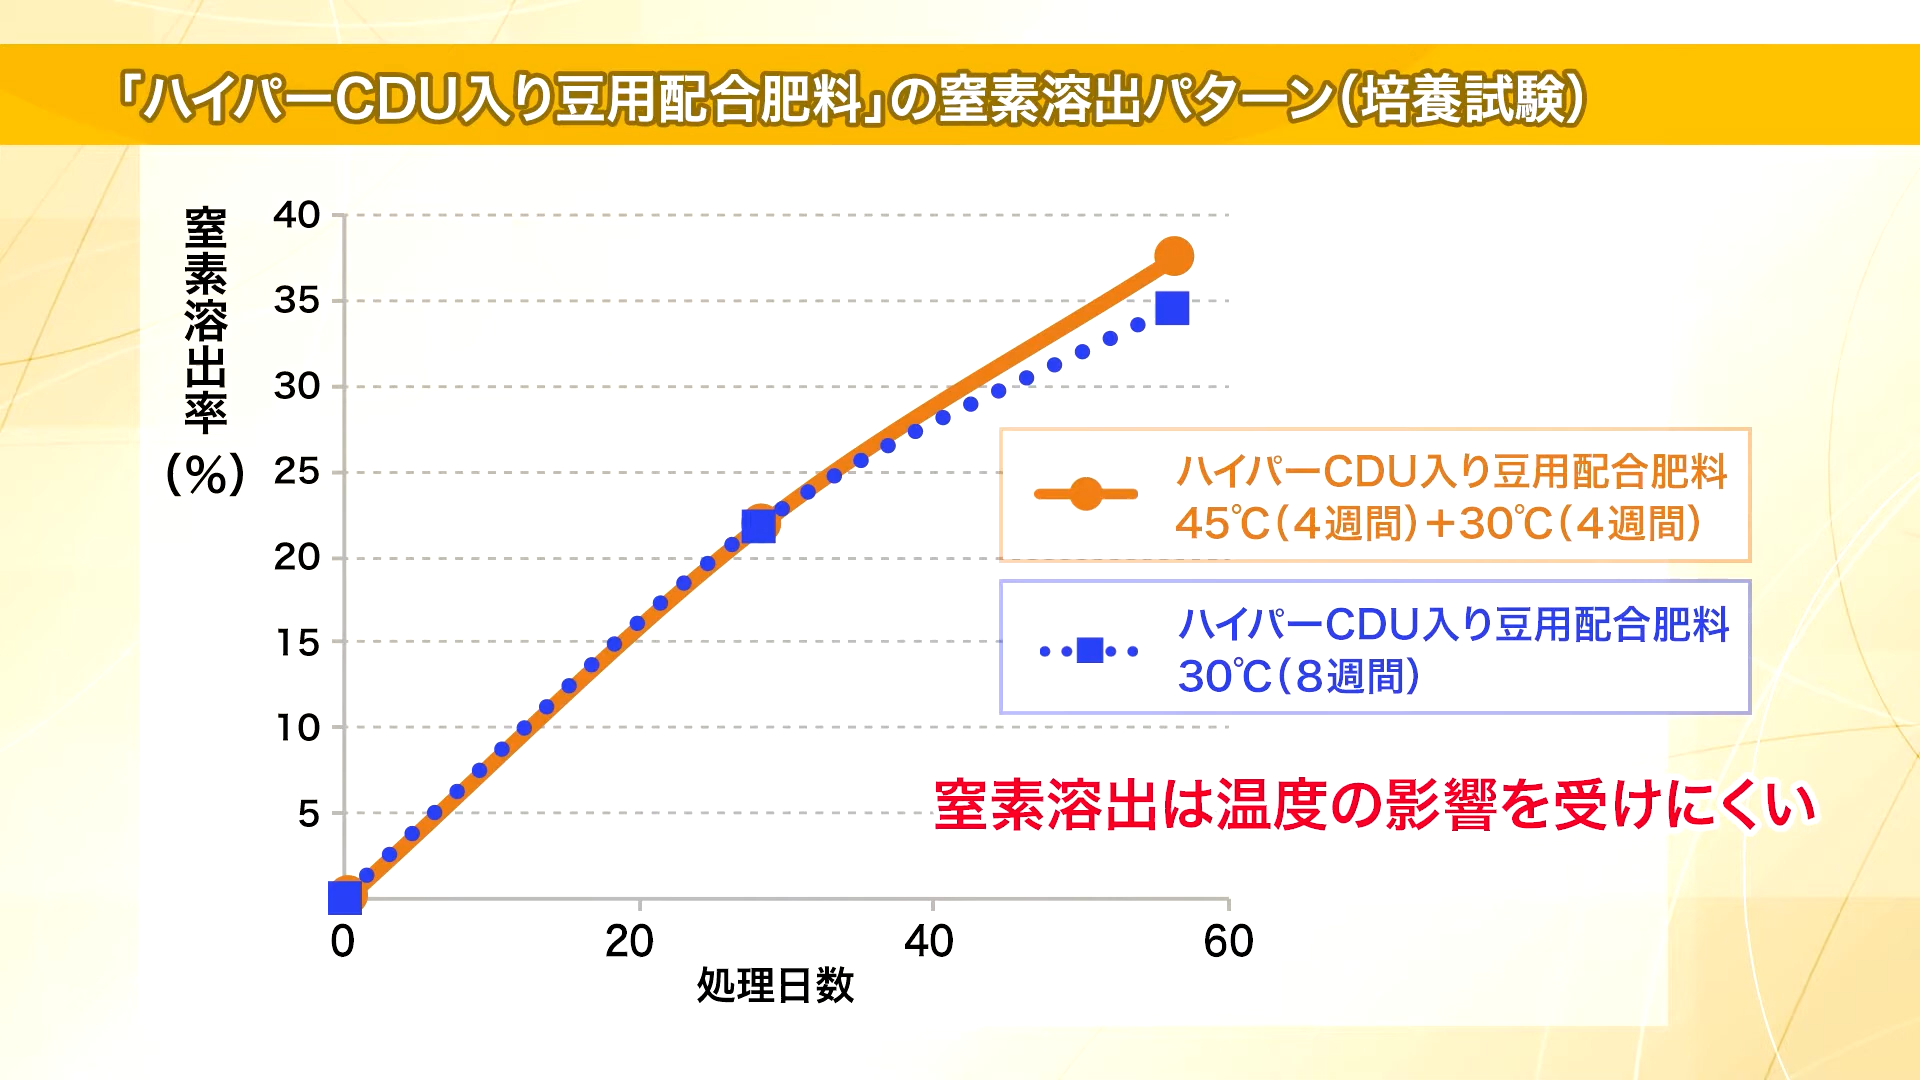 「ハイパーCDU入り豆用配合肥料」の窒素溶出パターン（培養試験）
窒素溶出率
（%）
40
35
30
25
20
15
10
5
0
20
40
60
処理日数
ハイパーCDU入り豆用配合肥料
45℃（4週間）＋30℃（4週間）
ハイパーCDU入り豆用配合肥料
30℃（8週間）
窒素溶出は温度の影響を受けにくい